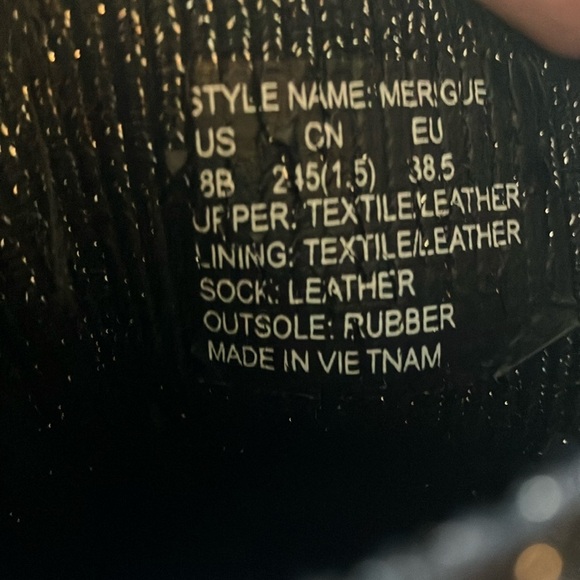 STYLE NAME: MERIGUE
US CN EU
8B 245(1.5) 38.5
UPPER: TEXTILE/LEATHER
LINING: TEXTILE/LEATHER
SOCK: LEATHER
OUTSOLE: RUBBER
MADE IN VIETNAM